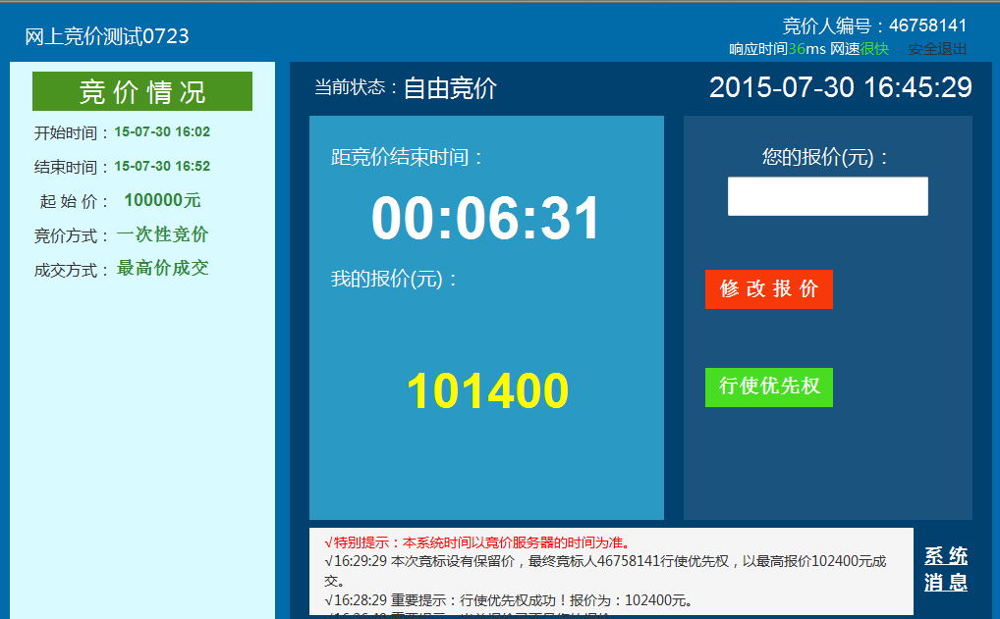 网上竞价测试0723
竞价人编号：46758141
响应时间36ms 网速很快 安全退出
竞价情况
开始时间：15-07-30 16:02
结束时间：15-07-30 16:52
起始价：100000元
竞价方式：一次性竞价
成交方式：最高价成交
当前状态：自由竞价
2015-07-30 16:45:29
距竞价结束时间：
00:06:31
我的报价(元)：
101400
您的报价(元)：
修改报价
行使优先权
√特别提示：本系统时间以竞价服务器的时间为准。
√16:29:29 本次竞标设有保留价，最终竞标人46758141行使优先权，以最高报价102400元成
交。
√16:28:29 重要提示：行使优先权成功！报价为：102400元。
系统
消息